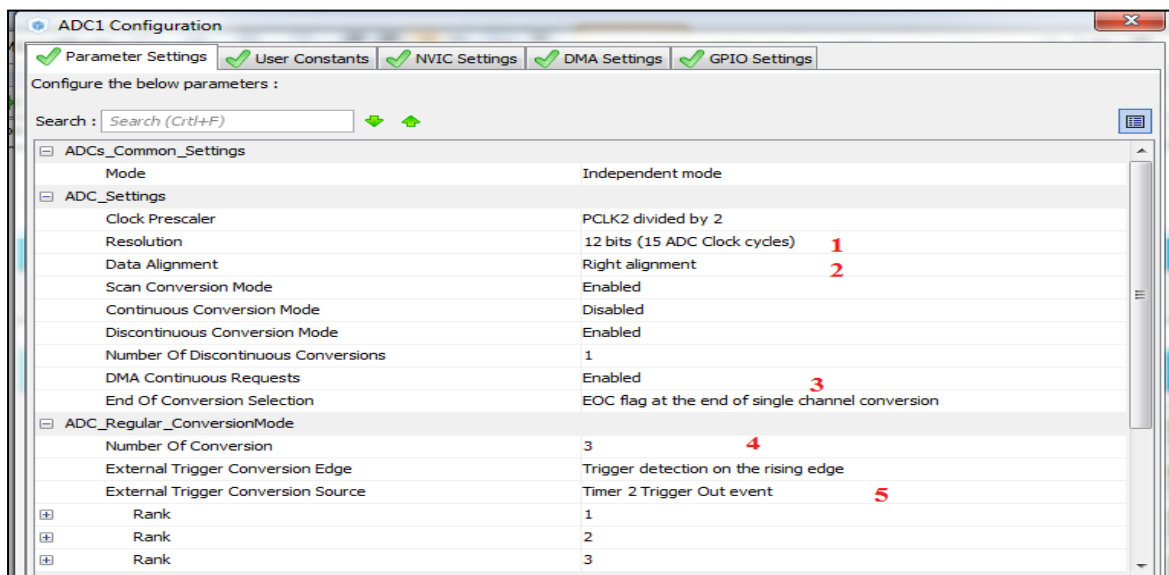 ADC1 Configuration
Parameter Settings User Constants NVIC Settings DMA Settings GPIO Settings
Configure the below parameters :
Search : Search (Crtl+F)
ADCs_Common_Settings
Mode Independent mode
ADC_Settings
Clock Prescaler PCLK2 divided by 2
Resolution 12 bits (15 ADC Clock cycles) 1
Data Alignment Right alignment 2
Scan Conversion Mode Enabled
Continuous Conversion Mode Disabled
Discontinuous Conversion Mode Enabled
Number Of Discontinuous Conversions 1
DMA Continuous Requests Enabled 3
End Of Conversion Selection EOC flag at the end of single channel conversion
ADC_Regular_ConversionMode
Number Of Conversion 3 4
External Trigger Conversion Edge Trigger detection on the rising edge
External Trigger Conversion Source Timer 2 Trigger Out event 5
Rank 1
Rank 2
Rank 3